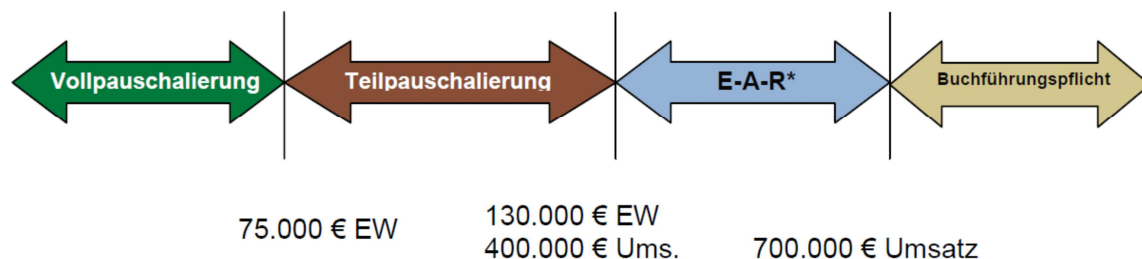 Vollpauschalierung
Teilpauschalierung
E-A-R*
Buchführungspflicht
75.000 € EW
130.000 € EW
400.000 € Ums.
700.000 € Umsatz